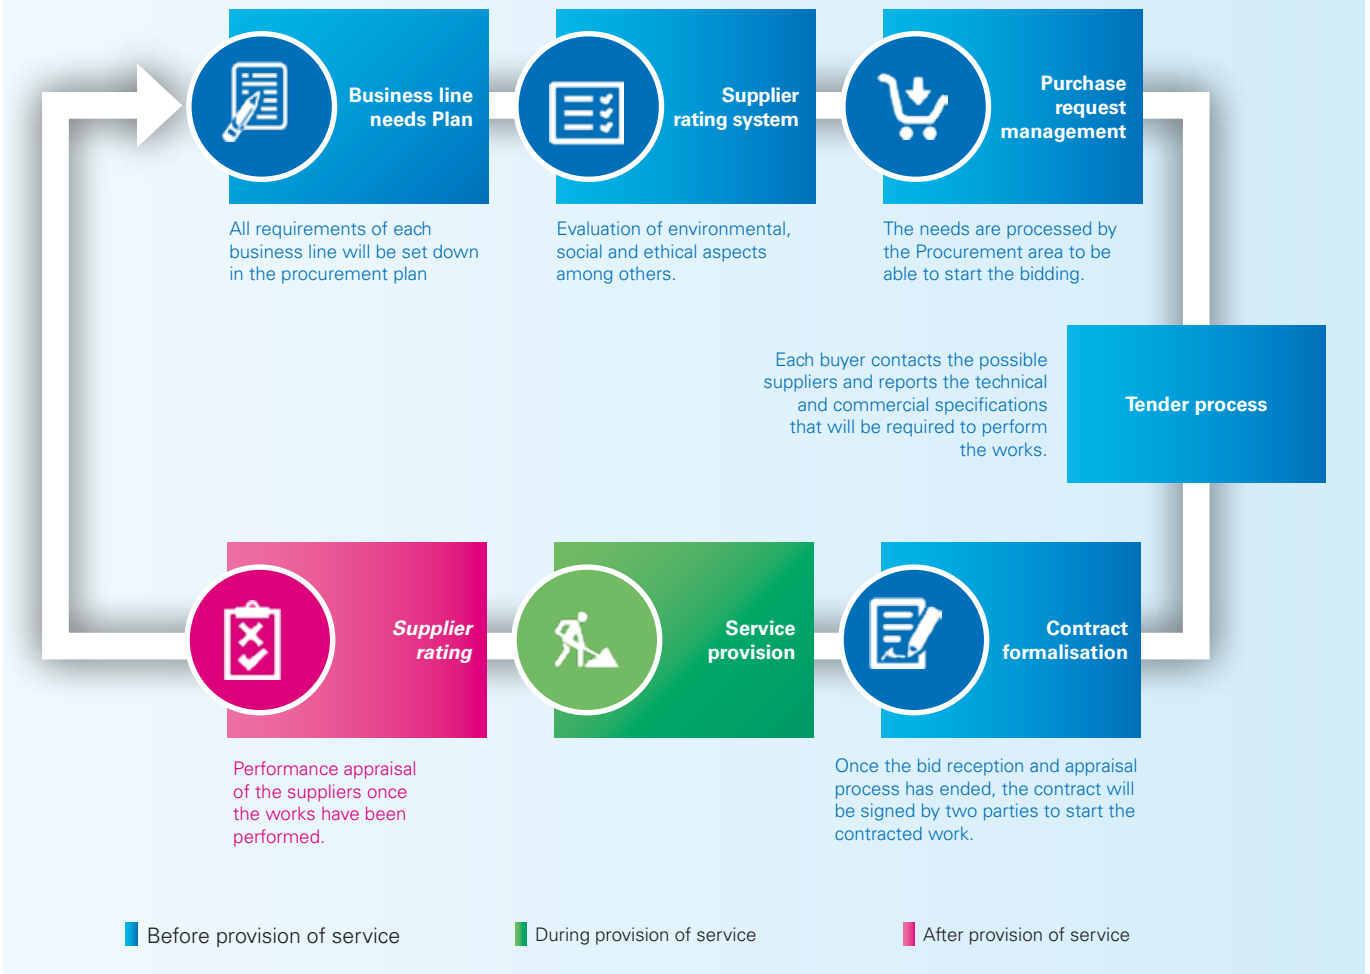 Business line
needs Plan
Supplier
rating system
Purchase
request
management
All requirements of each
business line will be set down
in the procurement plan
Evaluation of environmental,
social and ethical aspects
among others.
The needs are processed by
the Procurement area to be
able to start the bidding.
Each buyer contacts the possible
suppliers and reports the technical
and commercial specifications
that will be required to perform
the works.
Tender process
Supplier
rating
Service
provision
Contract
formalisation
Performance appraisal
of the suppliers once
the works have been
performed.
Once the bid reception and appraisal
process has ended, the contract will
be signed by two parties to start the
contracted work.
Before provision of service
During provision of service
After provision of service